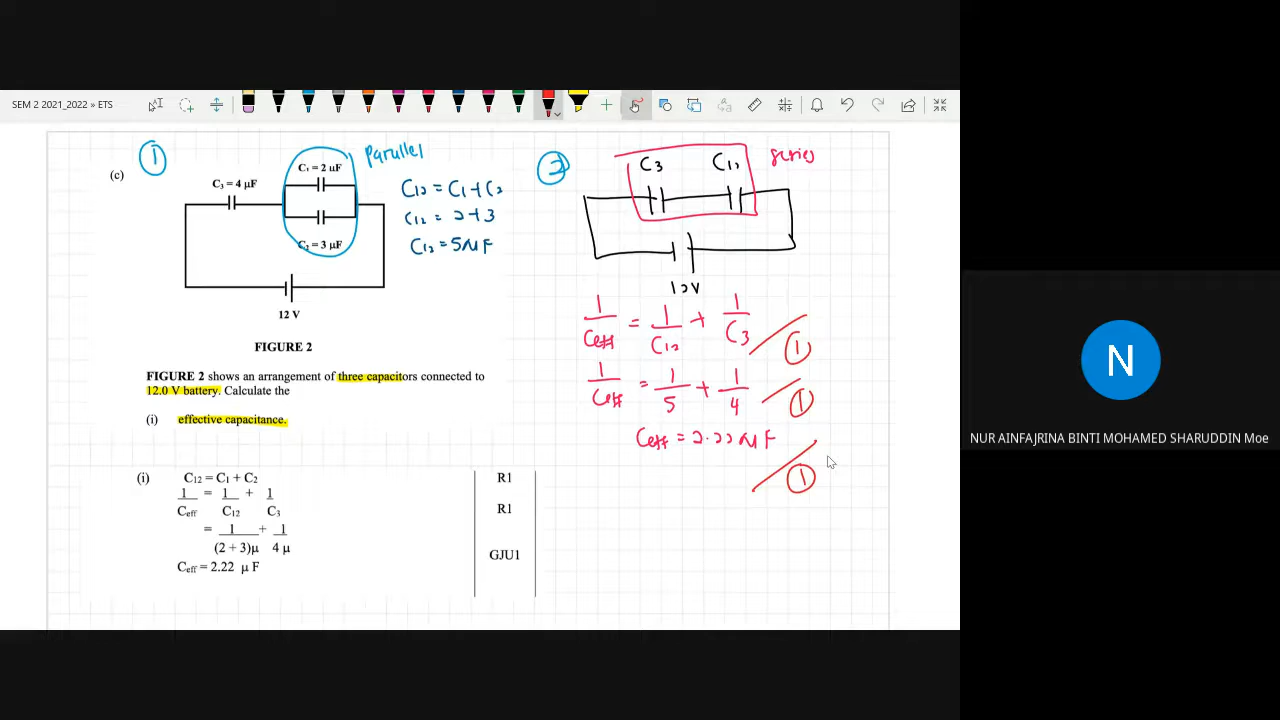 SEM 2 2021_2022 » ETS
1
(c)
C₁ = 2 uF
C₃ = 4 μF
C₂ = 3 μF
12 V
FIGURE 2
parallel
C₁₂ = C₁ + C₂
C₁₂ = 2+3
C₁₂ = 5μF
FIGURE 2 shows an arrangement of three capacitors connected to
12.0 V battery. Calculate the
(i) effective capacitance.
(i) C₁₂ = C₁ + C₂ R1
1/Ceff = 1/C₁₂ + 1/C₃ R1
= 1/(2 + 3)μ + 1/4 μ GJU1
Ceff = 2.22 μ F
2
C₃ C₁₂ series
12V
1/Ceff = 1/C₁₂ + 1/C₃ / 1
1/Ceff = 1/5 + 1/4 / 1
Ceff = 2.22 μF
/ 1
N
NUR AINFAJRINA BINTI MOHAMED SHARUDDIN Moe